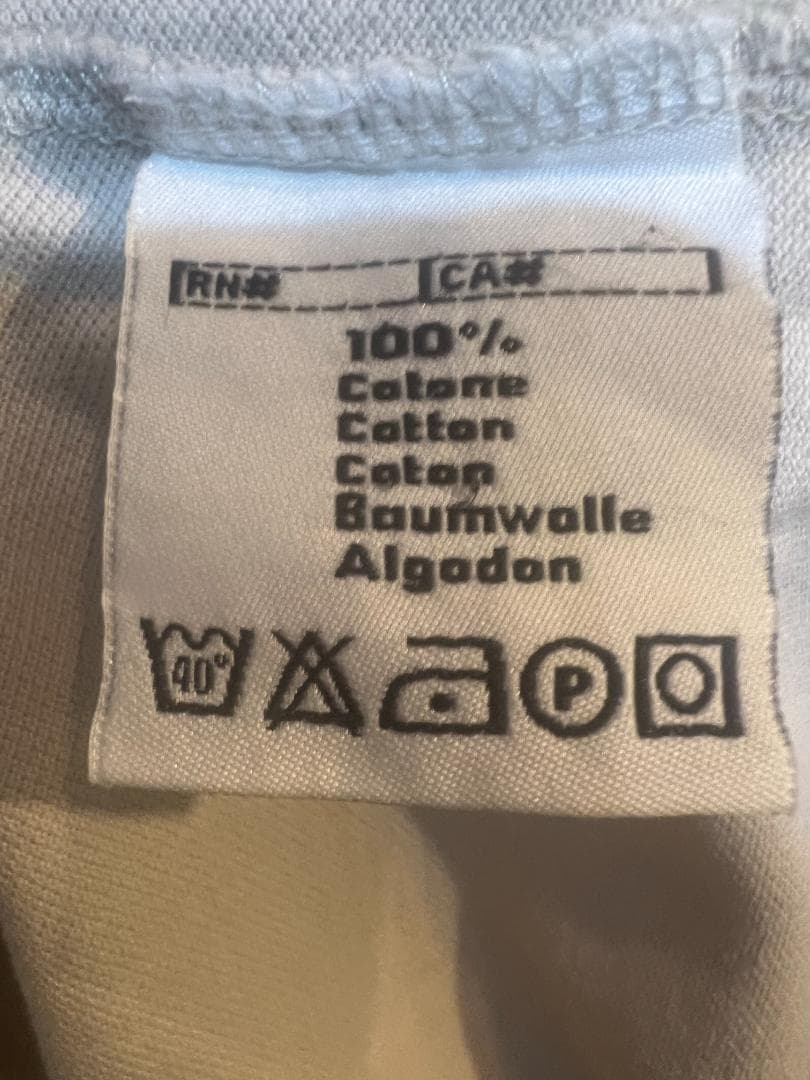 RN# CA#
100%
Cotone
Cotton
Coton
Baumwolle
Algodon
40° P